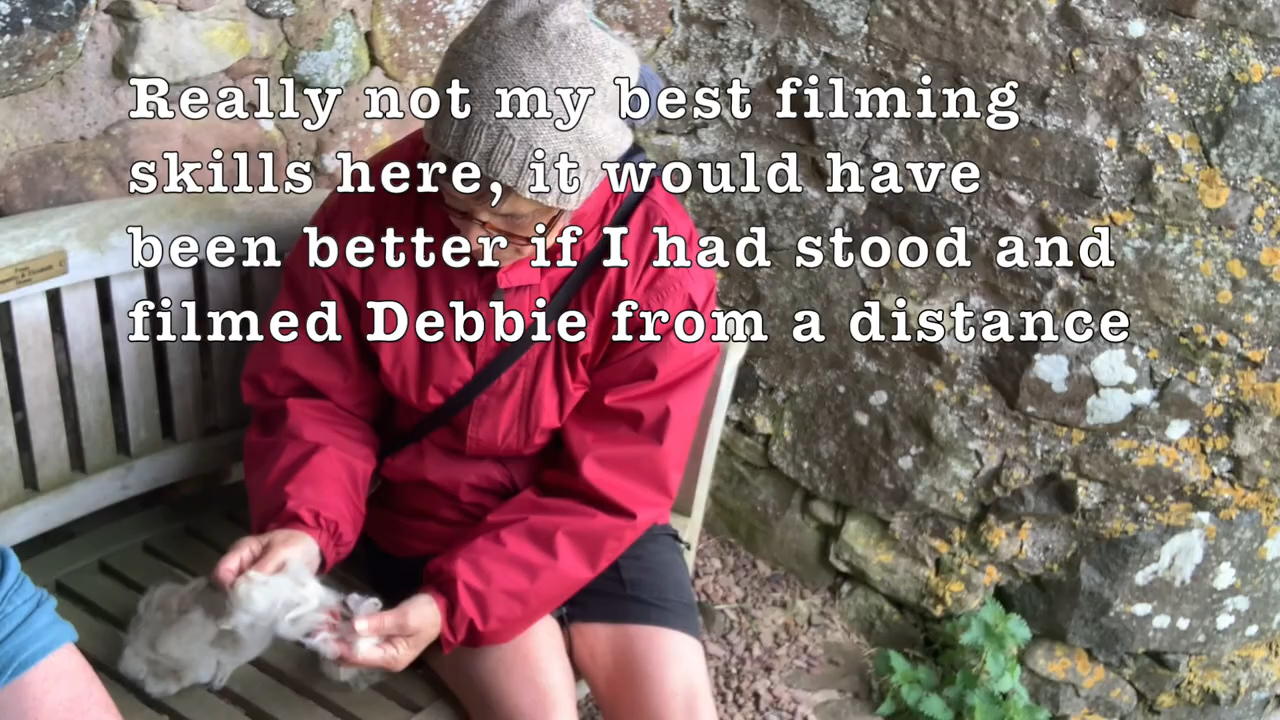 Really not my best filming
skills here, it would have
been better if I had stood and
filmed Debbie from a distance